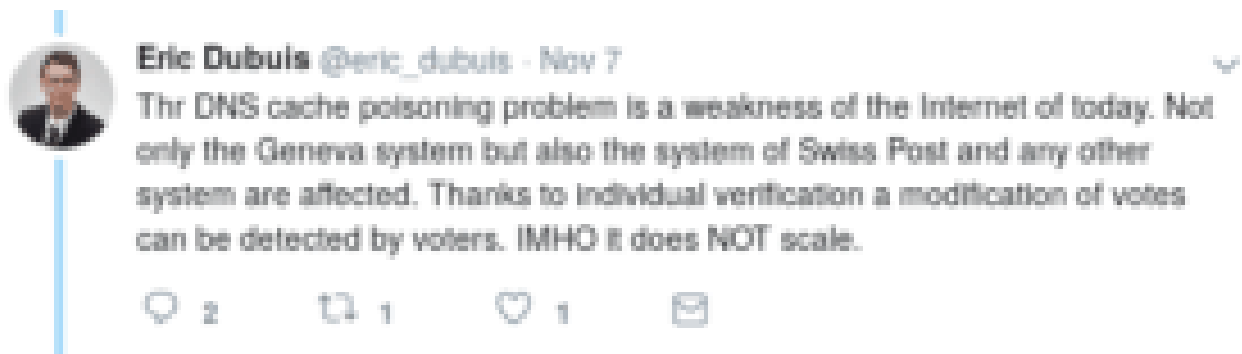 Eric Dubuis @eric_dubuis · Nov 7
Thr DNS cache poisoning problem is a weakness of the Internet of today. Not
only the Geneva system but also the system of Swiss Post and any other
system are affected. Thanks to individual verification a modification of votes
can be detected by voters. IMHO it does NOT scale.
2 1 1